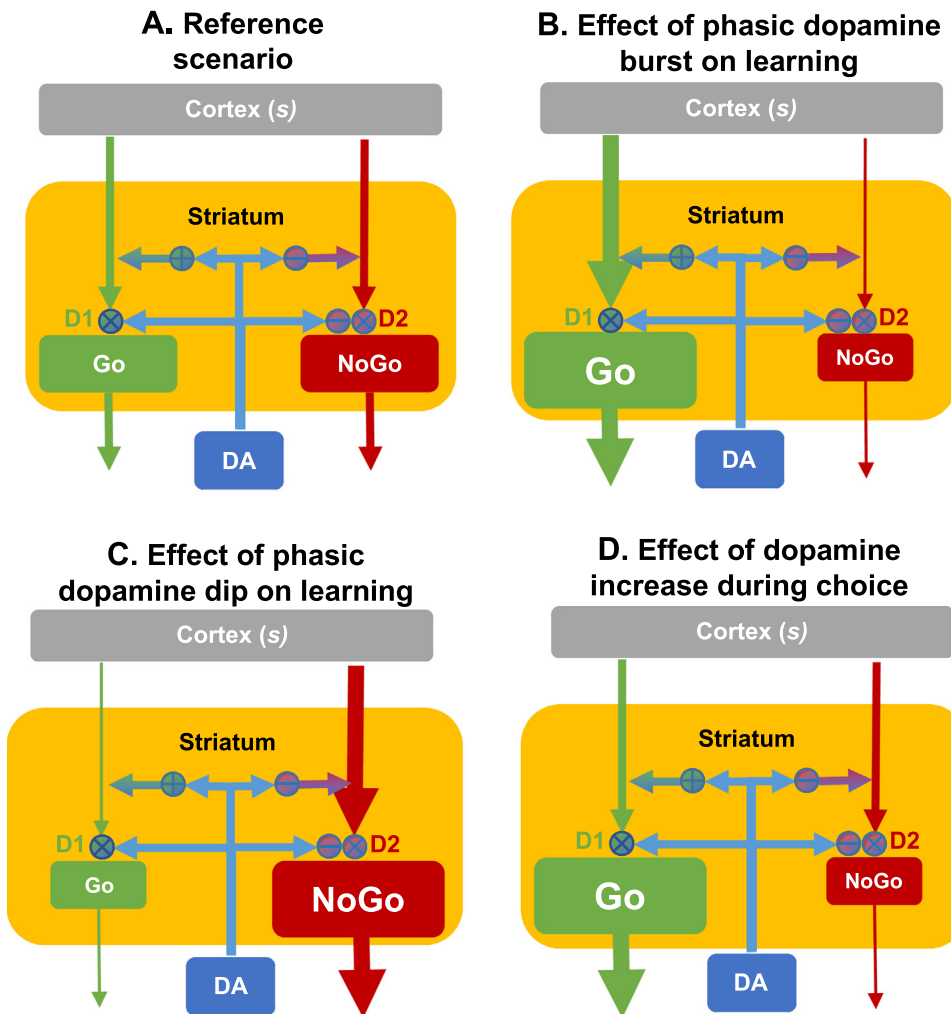 A. Reference
scenario
Cortex (s)
Striatum
D1
D2
Go
NoGo
DA
B. Effect of phasic dopamine
burst on learning
Cortex (s)
Striatum
D1
D2
Go
NoGo
DA
C. Effect of phasic
dopamine dip on learning
Cortex (s)
Striatum
D1
D2
Go
NoGo
DA
D. Effect of dopamine
increase during choice
Cortex (s)
Striatum
D1
D2
Go
NoGo
DA